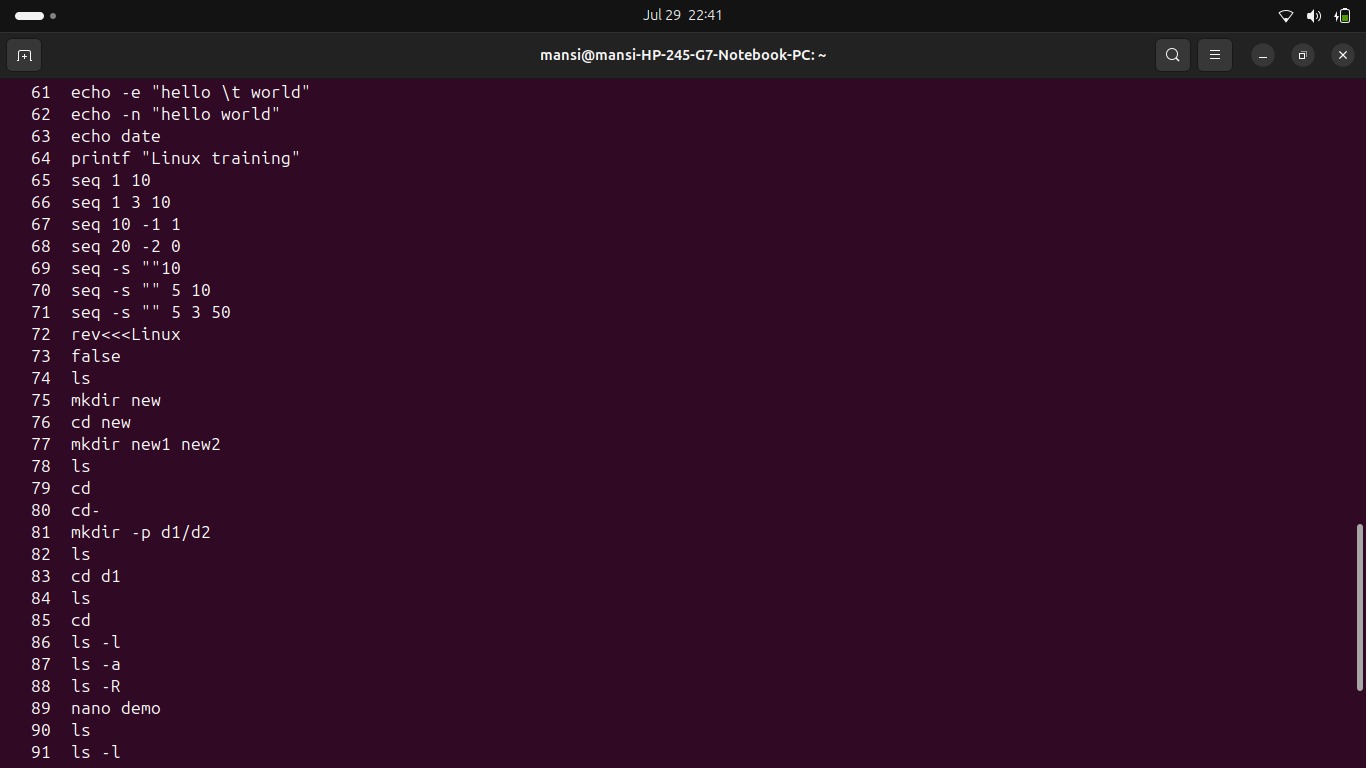 Jul 29 22:41
mansi@mansi-HP-245-G7-Notebook-PC: ~
61 echo -e "hello \t world"
62 echo -n "hello world"
63 echo date
64 printf "Linux training"
65 seq 1 10
66 seq 1 3 10
67 seq 10 -1 1
68 seq 20 -2 0
69 seq -s ""10
70 seq -s "" 5 10
71 seq -s "" 5 3 50
72 rev<<<Linux
73 false
74 ls
75 mkdir new
76 cd new
77 mkdir new1 new2
78 ls
79 cd
80 cd-
81 mkdir -p d1/d2
82 ls
83 cd d1
84 ls
85 cd
86 ls -l
87 ls -a
88 ls -R
89 nano demo
90 ls
91 ls -l